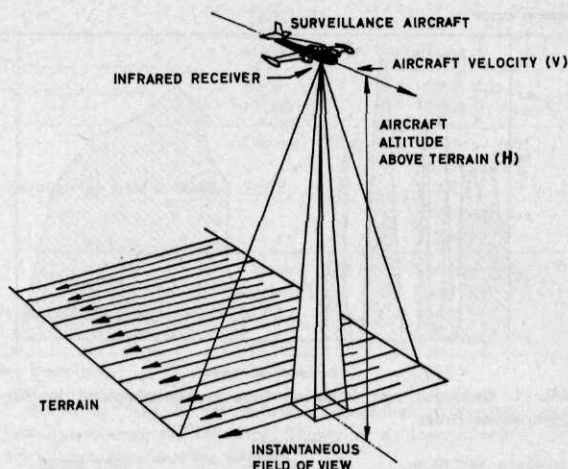 SURVEILLANCE AIRCRAFT
AIRCRAFT VELOCITY (V)
INFRARED RECEIVER
AIRCRAFT
ALTITUDE
ABOVE TERRAIN (H)
TERRAIN
INSTANTANEOUS
FIELD OF VIEW